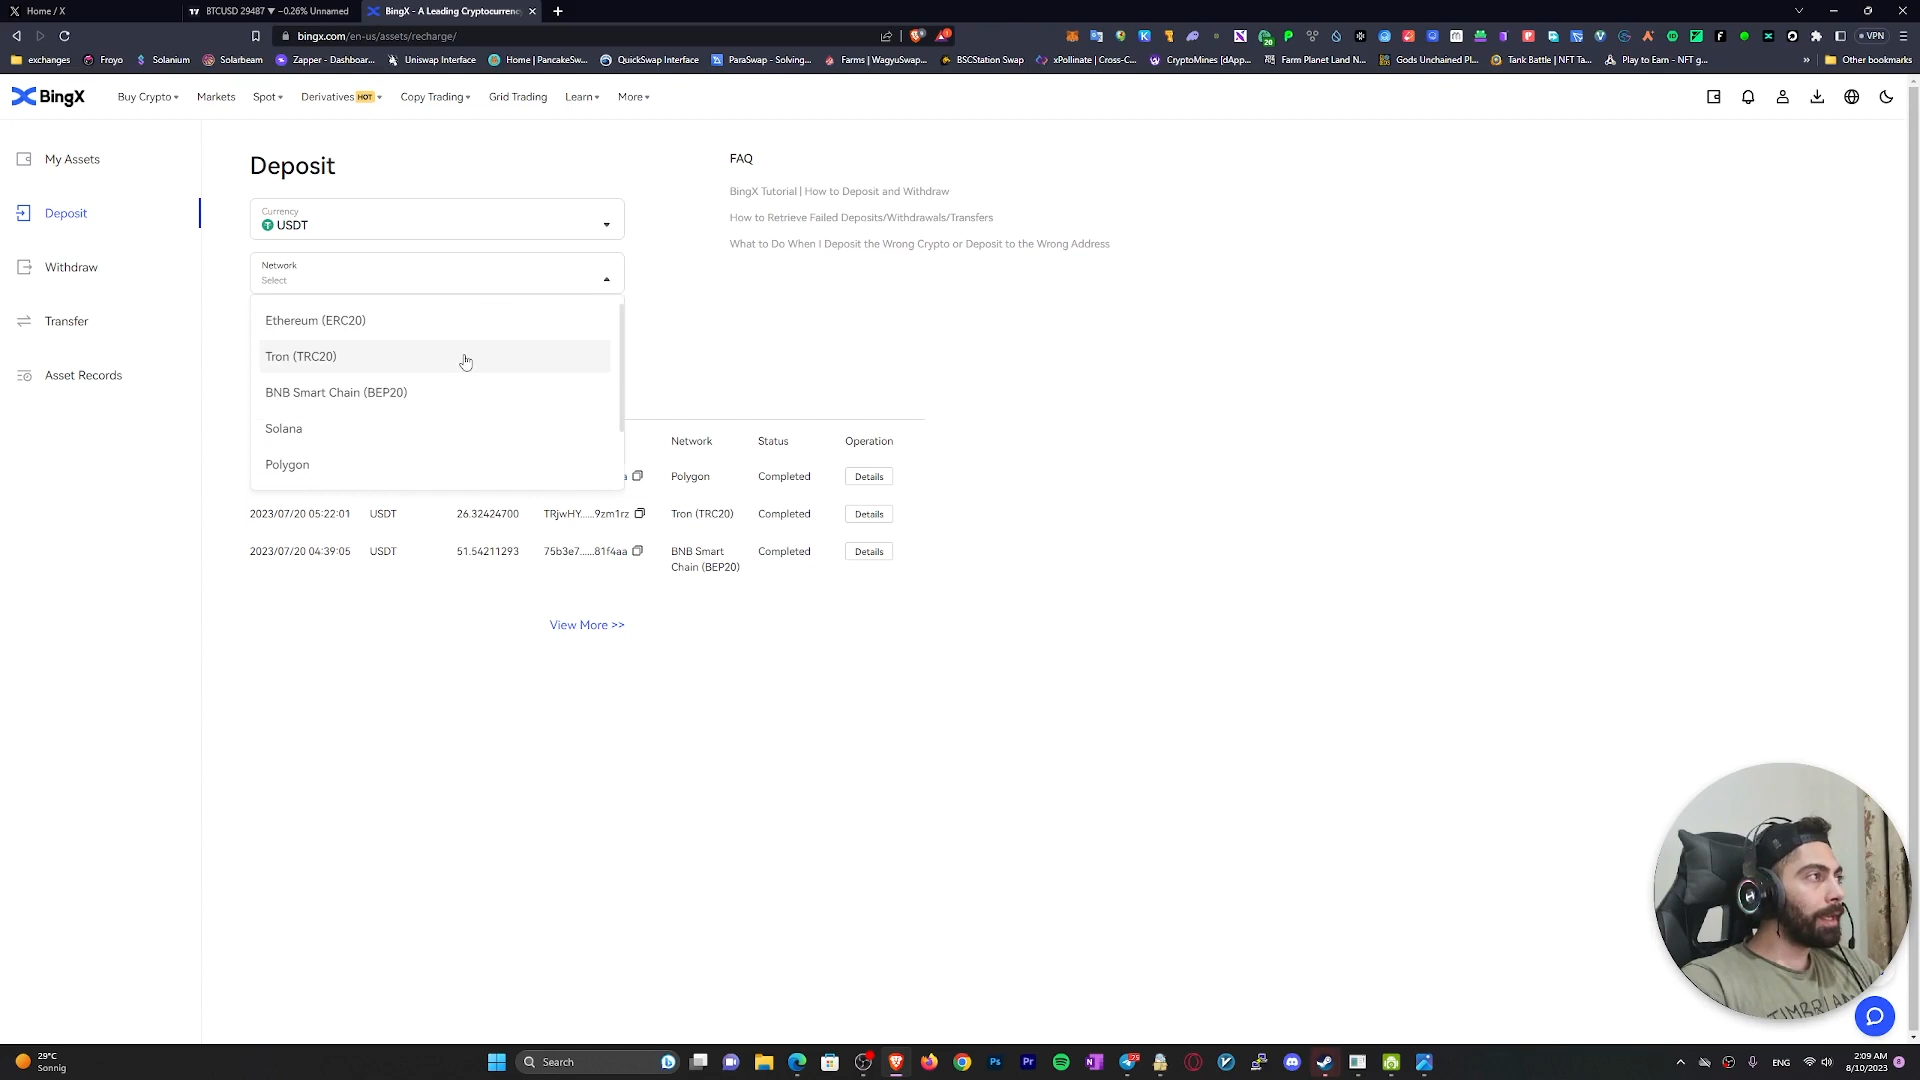 Home / X
BTCUSD 29487 ▼ −0.26% Unnamed
BingX - A Leading Cryptocurrenc
bingx.com/en-us/assets/recharge/
20
VPN
exchanges
Froyo
Solanium
Solarbeam
Zapper - Dashboar...
Uniswap Interface
Home | PancakeSw...
QuickSwap Interface
ParaSwap - Solving...
Farms | WagyuSwap...
BSCStation Swap
xPollinate | Cross-C...
CryptoMines [dApp...
Farm Planet Land N...
Gods Unchained Pl...
Tank Battle | NFT Ta...
Play to Earn - NFT g...
Other bookmarks
BingX
Buy Crypto
Markets
Spot
Derivatives HOT
Copy Trading
Grid Trading
Learn
More
My Assets
Deposit
Withdraw
Transfer
Asset Records
Deposit
Currency
USDT
Network
Select
Ethereum (ERC20)
Tron (TRC20)
BNB Smart Chain (BEP20)
Solana
Polygon
FAQ
BingX Tutorial | How to Deposit and Withdraw
How to Retrieve Failed Deposits/Withdrawals/Transfers
What to Do When I Deposit the Wrong Crypto or Deposit to the Wrong Address
Network Status Operation
a Polygon Completed Details
2023/07/20 05:22:01 USDT 26.32424700 TRjwHY......9zm1rz Tron (TRC20) Completed Details
2023/07/20 04:39:05 USDT 51.54211293 75b3e7......81f4aa BNB Smart Completed Details
Chain (BEP20)
View More >>
TIMBERLAN
29°C
Sonnig
Search
Ps
Pr
ENG
2:09 AM
8/10/2023
8